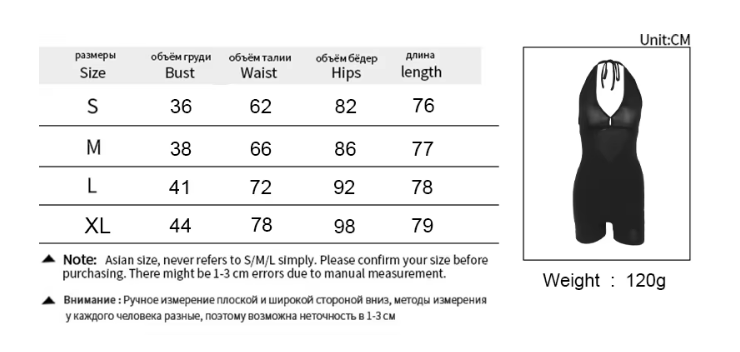 Unit:CM
размеры объём груди объём талии объём бёдер длина
Size Bust Waist Hips length
S 36 62 82 76
M 38 66 86 77
L 41 72 92 78
XL 44 78 98 79
Note: Asian size, never refers to S/M/L simply. Please confirm your size before
purchasing. There might be 1-3 cm errors due to manual measurement.
Внимание : Ручное измерение плоской и широкой стороной вниз, методы измерения
у каждого человека разные, поэтому возможна неточность в 1-3 см
Weight : 120g